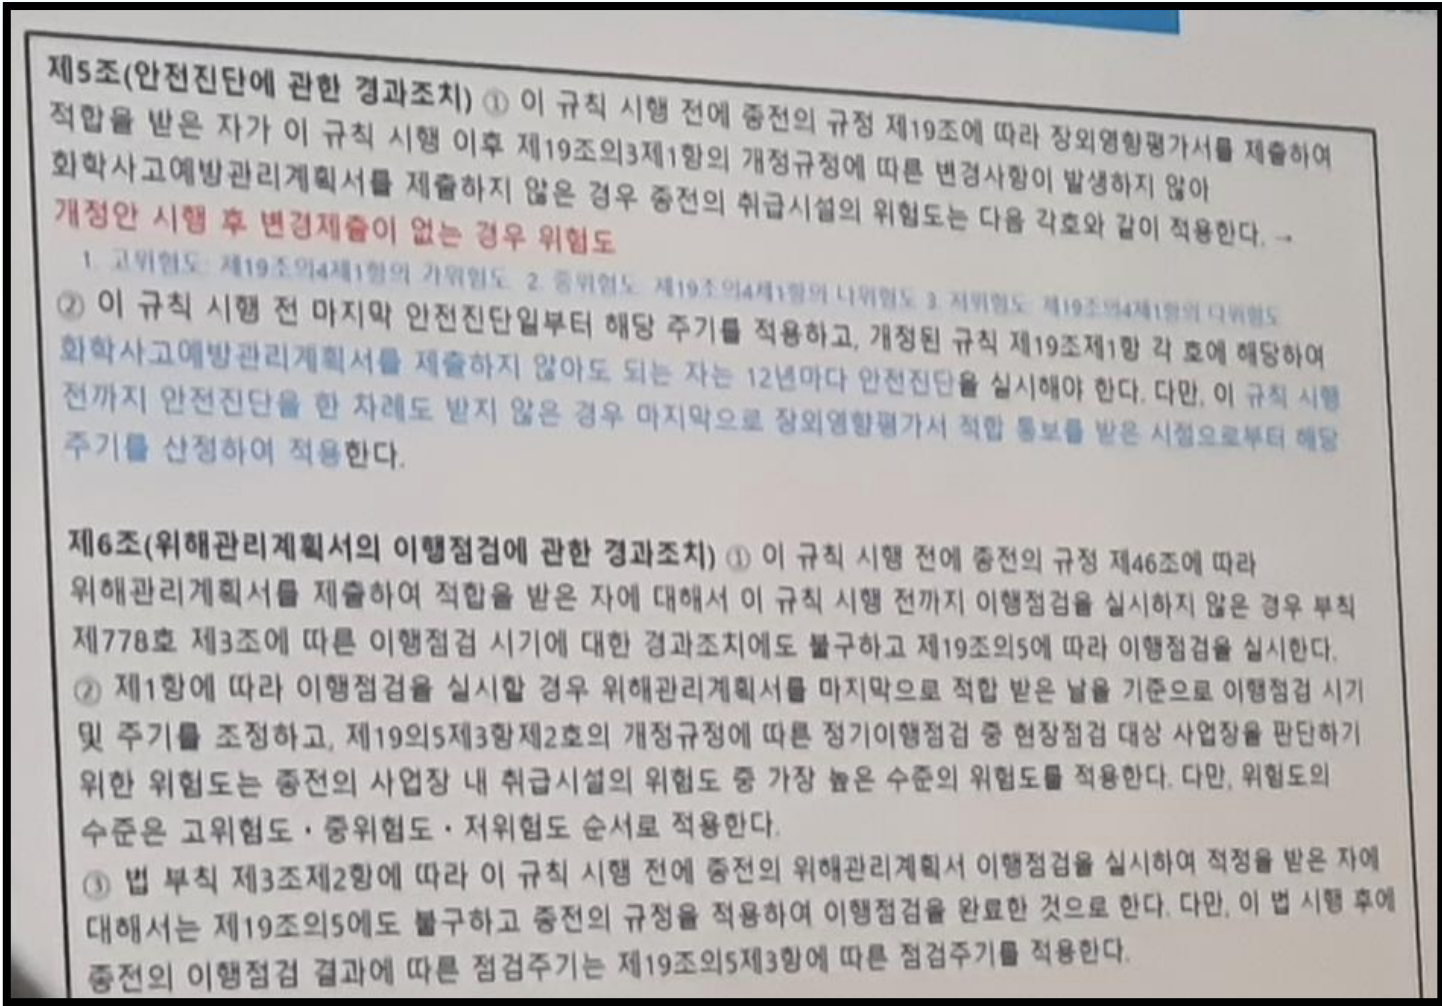 제5조(안전진단에 관한 경과조치) ① 이 규칙 시행 전에 종전의 규정 제19조에 따라 장외영향평가서를 제출하여
적합을 받은 자가 이 규칙 시행 이후 제19조의3제1항의 개정규정에 따른 변경사항이 발생하지 않아
화학사고예방관리계획서를 제출하지 않은 경우 종전의 취급시설의 위험도는 다음 각호와 같이 적용한다. →
개정안 시행 후 변경제출이 없는 경우 위험도
1. 고위험도: 제19조의4제1항의 가위험도 2. 중위험도: 제19조의4제1항의 나위험도 3. 저위험도: 제19조의4제1항의 다위험도
② 이 규칙 시행 전 마지막 안전진단일부터 해당 주기를 적용하고, 개정된 규칙 제19조제1항 각 호에 해당하여
화학사고예방관리계획서를 제출하지 않아도 되는 자는 12년마다 안전진단을 실시해야 한다. 다만, 이 규칙 시행
전까지 안전진단을 한 차례도 받지 않은 경우 마지막으로 장외영향평가서 적합 통보를 받은 시점으로부터 해당
주기를 산정하여 적용한다.
제6조(위해관리계획서의 이행점검에 관한 경과조치) ① 이 규칙 시행 전에 종전의 규정 제46조에 따라
위해관리계획서를 제출하여 적합을 받은 자에 대해서 이 규칙 시행 전까지 이행점검을 실시하지 않은 경우 부칙
제778호 제3조에 따른 이행점검 시기에 대한 경과조치에도 불구하고 제19조의5에 따라 이행점검을 실시한다.
② 제1항에 따라 이행점검을 실시할 경우 위해관리계획서를 마지막으로 적합 받은 날을 기준으로 이행점검 시기
및 주기를 조정하고, 제19의5제3항제2호의 개정규정에 따른 정기이행점검 중 현장점검 대상 사업장을 판단하기
위한 위험도는 종전의 사업장 내 취급시설의 위험도 중 가장 높은 수준의 위험도를 적용한다. 다만, 위험도의
수준은 고위험도 · 중위험도 · 저위험도 순서로 적용한다.
③ 법 부칙 제3조제2항에 따라 이 규칙 시행 전에 종전의 위해관리계획서 이행점검을 실시하여 적정을 받은 자에
대해서는 제19조의5에도 불구하고 종전의 규정을 적용하여 이행점검을 완료한 것으로 한다. 다만, 이 법 시행 후에
종전의 이행점검 결과에 따른 점검주기는 제19조의5제3항에 따른 점검주기를 적용한다.